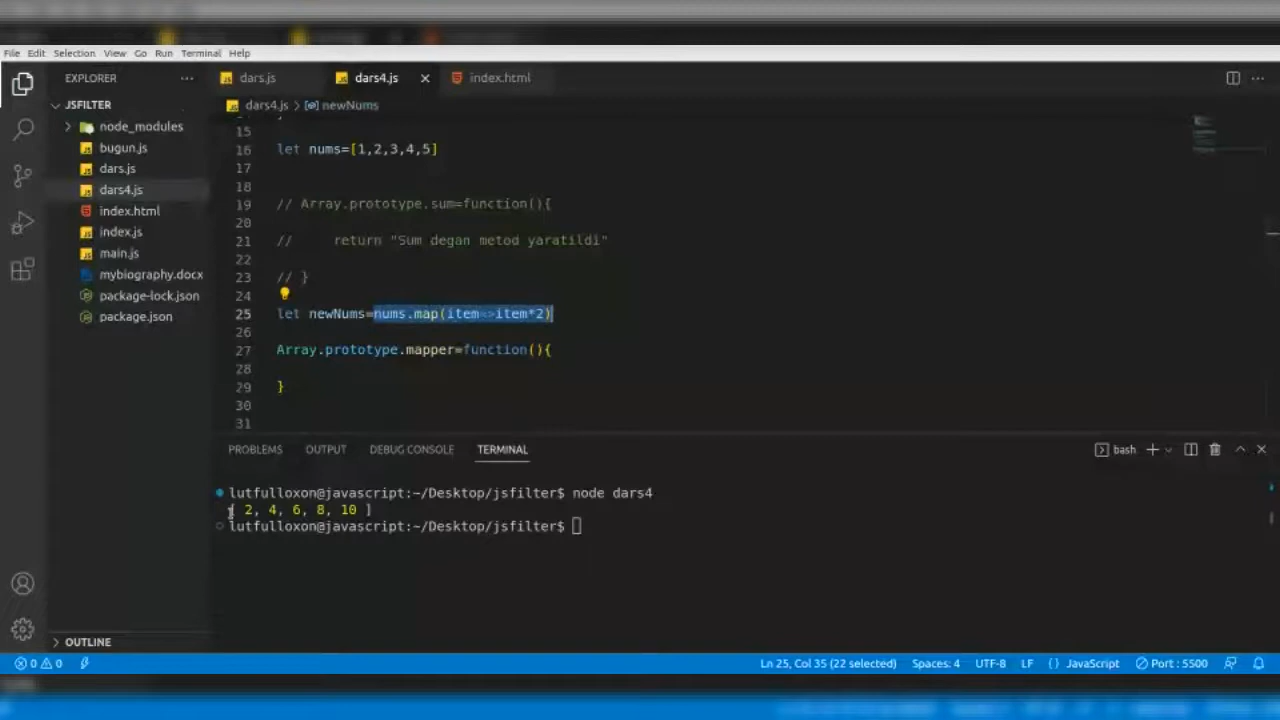 File Edit Selection View Go Run Terminal Help
EXPLORER ···
dars.js
dars4.js
index.html
JSFILTER
node_modules
bugun.js
dars.js
dars4.js
index.html
index.js
main.js
mybiography.docx
package-lock.json
package.json
OUTLINE
dars4.js > newNums
15
16 let nums=[1,2,3,4,5]
17
18
19 // Array.prototype.sum=function(){
20
21 // return "Sum degan metod yaratildi"
22
23 // }
24
25 let newNums=nums.map(item=>item*2)
26
27 Array.prototype.mapper=function(){
28
29 }
30
31
PROBLEMS OUTPUT DEBUG CONSOLE TERMINAL
bash
lutfulloxon@javascript:~/Desktop/jsfilter$ node dars4
[ 2, 4, 6, 8, 10 ]
lutfulloxon@javascript:~/Desktop/jsfilter$
0 0 Ln 25, Col 35 (22 selected) Spaces: 4 UTF-8 LF {} JavaScript Port : 5500